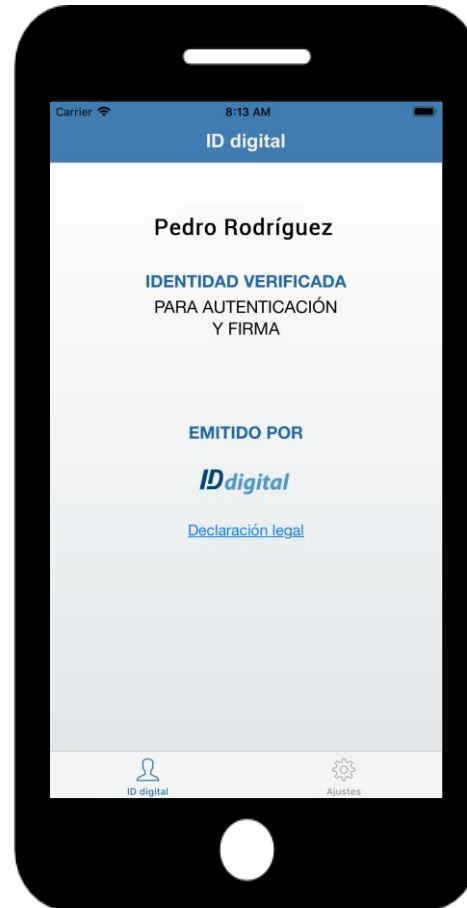 Carrier
8:13 AM
ID digital
Pedro Rodríguez
IDENTIDAD VERIFICADA
PARA AUTENTICACIÓN
Y FIRMA
EMITIDO POR
IDdigital
Declaración legal
ID digital
Ajustes